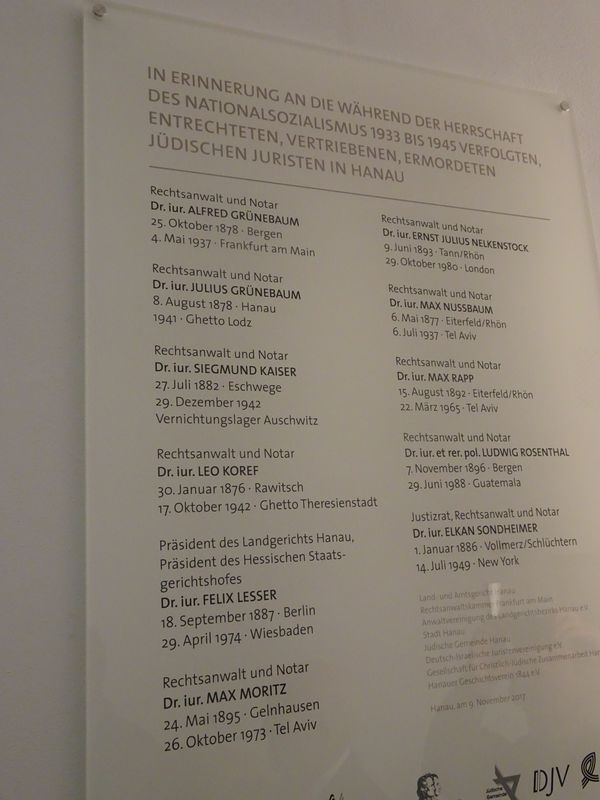 IN ERINNERUNG AN DIE WÄHREND DER HERRSCHAFT
DES NATIONALSOZIALISMUS 1933 BIS 1945 VERFOLGTEN,
ENTRECHTETEN, VERTRIEBENEN, ERMORDETEN
JÜDISCHEN JURISTEN IN HANAU
Rechtsanwalt und Notar
Dr. iur. ALFRED GRÜNEBAUM
25. Oktober 1878 · Bergen
4. Mai 1937 · Frankfurt am Main
Rechtsanwalt und Notar
Dr. iur. JULIUS GRÜNEBAUM
8. August 1878 · Hanau
1941 · Ghetto Lodz
Rechtsanwalt und Notar
Dr. iur. SIEGMUND KAISER
27. Juli 1882 · Eschwege
29. Dezember 1942
Vernichtungslager Auschwitz
Rechtsanwalt und Notar
Dr. iur. LEO KOREF
30. Januar 1876 · Rawitsch
17. Oktober 1942 · Ghetto Theresienstadt
Präsident des Landgerichts Hanau,
Präsident des Hessischen Staats-
gerichtshofes
Dr. iur. FELIX LESSER
18. September 1887 · Berlin
29. April 1974 · Wiesbaden
Rechtsanwalt und Notar
Dr. iur. MAX MORITZ
24. Mai 1895 · Gelnhausen
26. Oktober 1973 · Tel Aviv
Rechtsanwalt und Notar
Dr. iur. ERNST JULIUS NELKENSTOCK
9. Juni 1893 · Tann/Rhön
29. Oktober 1980 · London
Rechtsanwalt und Notar
Dr. iur. MAX NUSSBAUM
6. Mai 1877 · Eiterfeld/Rhön
6. Juli 1937 · Tel Aviv
Rechtsanwalt und Notar
Dr. iur. MAX RAPP
15. August 1892 · Eiterfeld/Rhön
22. März 1965 · Tel Aviv
Rechtsanwalt und Notar
Dr. iur. et rer. pol. LUDWIG ROSENTHAL
7. November 1896 · Bergen
29. Juni 1988 · Guatemala
Justizrat, Rechtsanwalt und Notar
Dr. iur. ELKAN SONDHEIMER
1. Januar 1886 · Vollmerz/Schlüchtern
14. Juli 1949 · New York
Land- und Amtsgericht Hanau
Rechtsanwaltskammer Frankfurt am Main
Anwaltvereinigung des Landgerichtsbezirks Hanau e.V.
Stadt Hanau
Jüdische Gemeinde Hanau
Deutsch-Israelische Juristenvereinigung e.V.
Gesellschaft für Christlich-Jüdische Zusammenarbeit Han
Hanauer Geschichtsverein 1844 e.V.
Hanau, am 9. November 2017
Jüdische
Gemeinde
DJV